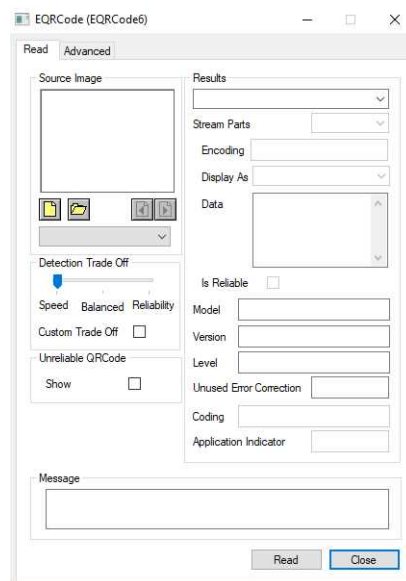 EQRCode (EQRCode6)
Read Advanced
Source Image
Detection Trade Off
Speed Balanced Reliability
Custom Trade Off
Unreliable QRCode
Show
Results
Stream Parts
Encoding
Display As
Data
Is Reliable
Model
Version
Level
Unused Error Correction
Coding
Application Indicator
Message
Read Close